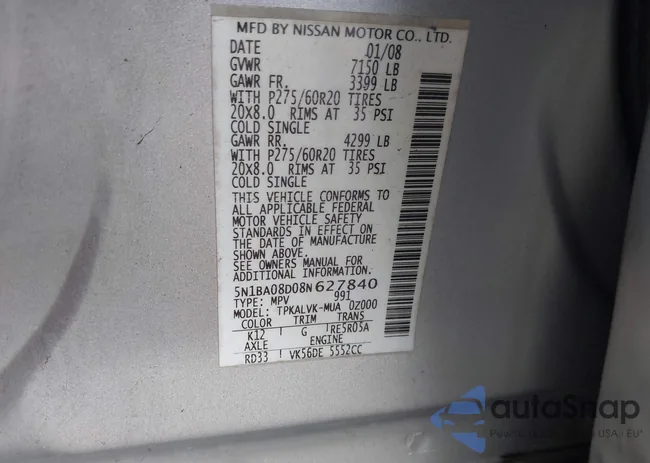 MFD BY NISSAN MOTOR CO., LTD.
DATE 01/08
GVWR 7150 LB
GAWR FR. 3399 LB
WITH P275/60R20 TIRES
20X8.0 RIMS AT 35 PSI
COLD SINGLE
GAWR RR. 4299 LB
WITH P275/60R20 TIRES
20X8.0 RIMS AT 35 PSI
COLD SINGLE
THIS VEHICLE CONFORMS TO
ALL APPLICABLE FEDERAL
MOTOR VEHICLE SAFETY
STANDARDS IN EFFECT ON
THE DATE OF MANUFACTURE
SHOWN ABOVE.
SEE OWNERS MANUAL FOR
ADDITIONAL INFORMATION.
5N1BA08D08N627840
TYPE: MPV 991
MODEL: TPKALVK-MUA 0Z000
COLOR TRIM TRANS
K12 G RE5R05A
AXLE ENGINE
RD33 VK56DE 5552CC
autoSnap
USA - EU